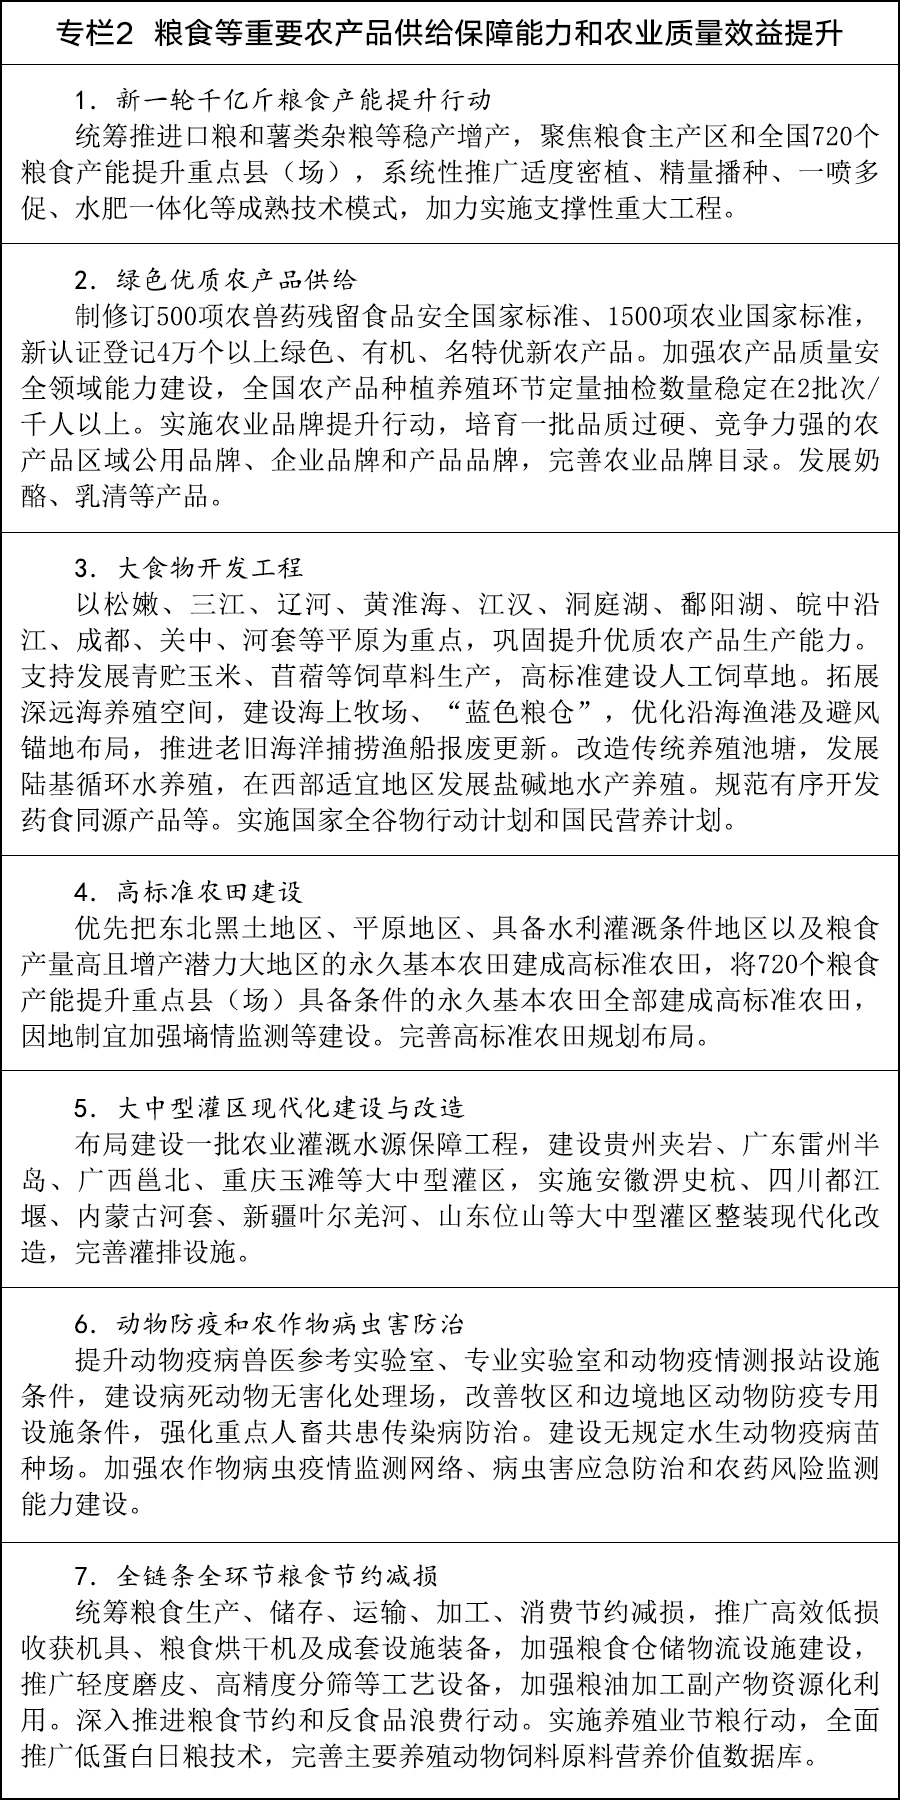 专栏2 粮食等重要农产品供给保障能力和农业质量效益提升
1. 新一轮千亿斤粮食产能提升行动
统筹推进口粮和薯类杂粮等稳产增产，聚焦粮食主产区和全国720个
粮食产能提升重点县（场），系统性推广适度密植、精量播种、一喷多
促、水肥一体化等成熟技术模式，加力实施支撑性重大工程。
2. 绿色优质农产品供给
制修订500项农兽药残留食品安全国家标准、1500项农业国家标准，
新认证登记4万个以上绿色、有机、名特优新农产品。加强农产品质量安
全领域能力建设，全国农产品种植养殖环节定量抽检数量稳定在2批次/
千人以上。实施农业品牌提升行动，培育一批品质过硬、竞争力强的农
产品区域公用品牌、企业品牌和产品品牌，完善农业品牌目录。发展奶
酪、乳清等产品。
3. 大食物开发工程
以松嫩、三江、辽河、黄淮海、江汉、洞庭湖、鄱阳湖、皖中沿
江、成都、关中、河套等平原为重点，巩固提升优质农产品生产能力。
支持发展青贮玉米、苜蓿等饲草料生产，高标准建设人工饲草地。拓展
深远海养殖空间，建设海上牧场、“蓝色粮仓”，优化沿海渔港及避风
锚地布局，推进老旧海洋捕捞渔船报废更新。改造传统养殖池塘，发展
陆基循环水养殖，在西部适宜地区发展盐碱地水产养殖。规范有序开发
药食同源产品等。实施国家全谷物行动计划和国民营养计划。
4. 高标准农田建设
优先把东北黑土地区、平原地区、具备水利灌溉条件地区以及粮食
产量高且增产潜力大地区的永久基本农田建成高标准农田，将720个粮食
产能提升重点县（场）具备条件的永久基本农田全部建成高标准农田，
因地制宜加强墒情监测等建设。完善高标准农田规划布局。
5. 大中型灌区现代化建设与改造
布局建设一批农业灌溉水源保障工程，建设贵州夹岩、广东雷州半
岛、广西邕北、重庆玉滩等大中型灌区，实施安徽淠史杭、四川都江
堰、内蒙古河套、新疆叶尔羌河、山东位山等大中型灌区整装现代化改
造，完善灌排设施。
6. 动物防疫和农作物病虫害防治
提升动物疫病兽医参考实验室、专业实验室和动物疫情测报站设施
条件，建设病死动物无害化处理场，改善牧区和边境地区动物防疫专用
设施条件，强化重点人畜共患传染病防治。建设无规定水生动物疫病苗
种场。加强农作物病虫疫情监测网络、病虫害应急防治和农药风险监测
能力建设。
7. 全链条全环节粮食节约减损
统筹粮食生产、储存、运输、加工、消费节约减损，推广高效低损
收获机具、粮食烘干机及成套设施装备，加强粮食仓储物流设施建设，
推广轻度磨皮、高精度分筛等工艺设备，加强粮油加工副产物资源化利
用。深入推进粮食节约和反食品浪费行动。实施养殖业节粮行动，全面
推广低蛋白日粮技术，完善主要养殖动物饲料原料营养价值数据库。